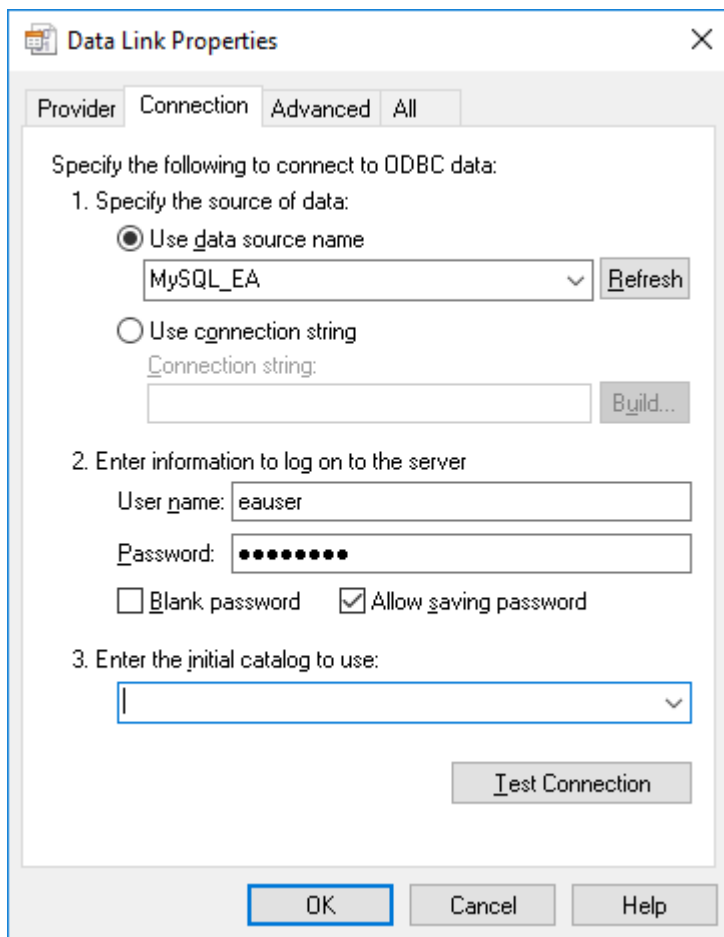 Data Link Properties
Provider Connection Advanced All
Specify the following to connect to ODBC data:
1. Specify the source of data:
Use data source name
MySQL_EA Refresh
Use connection string
Connection string:
Build...
2. Enter information to log on to the server
User name: eauser
Password: ●●●●●●●●
Blank password Allow saving password
3. Enter the initial catalog to use:
Test Connection
OK Cancel Help